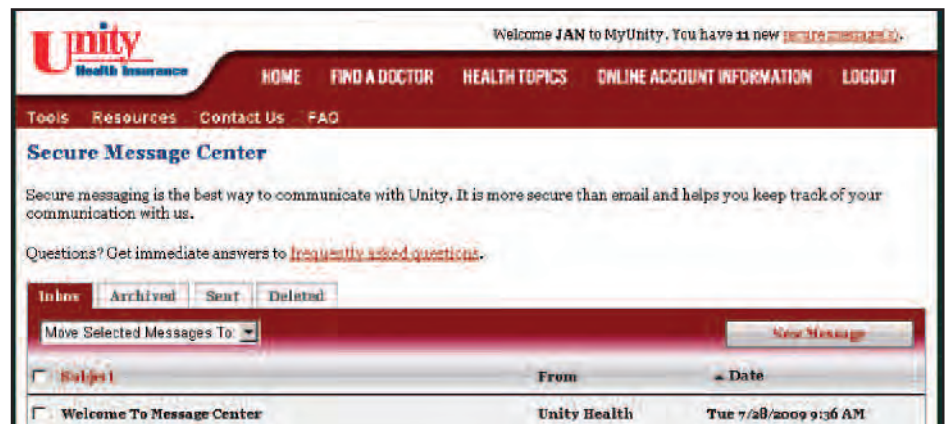 Unity
Health Insurance
Welcome JAN to MyUnity. You have 11 new secure message(s).
HOME FIND A DOCTOR HEALTH TOPICS ONLINE ACCOUNT INFORMATION LOGOUT
Tools Resources Contact Us FAQ
Secure Message Center
Secure messaging is the best way to communicate with Unity. It is more secure than email and helps you keep track of your
communication with us.
Questions? Get immediate answers to frequently asked questions.
Inbox Archived Sent Deleted
Move Selected Messages To: New Message
Subject From Date
Welcome To Message Center Unity Health Tue 7/28/2009 9:36 AM